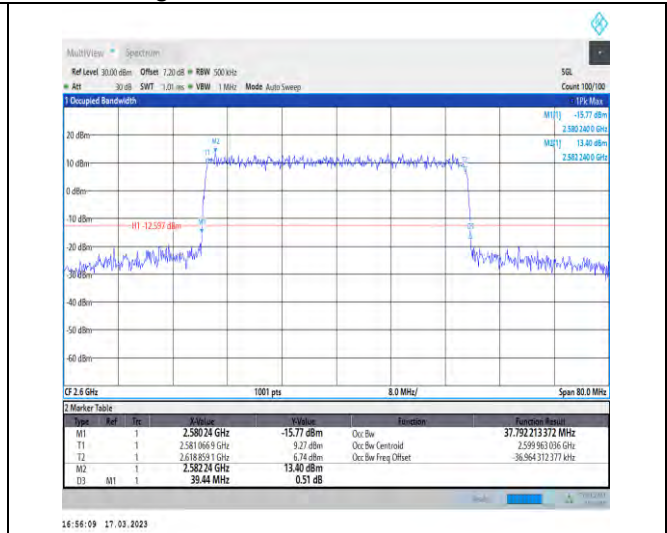 MultiView Spectrum
Ref Level 30.00 dBm Offset 7.20 dB RBW 500 kHz SGL
Att 30 dB SWT 1.01 ms VBW 1 MHz Mode Auto Sweep Count 100/100
1 Occupied Bandwidth 1Pk Max
M1[1] -15.77 dBm
2.580 240 0 GHz
M2[1] 13.40 dBm
2.582 240 0 GHz
20 dBm
M2
T1
10 dBm
0 dBm
-10 dBm
H1 -12.597 dBm
M1
-20 dBm
-30 dBm
-40 dBm
-50 dBm
-60 dBm
CF 2.6 GHz 1001 pts 8.0 MHz/ Span 80.0 MHz
2 Marker Table
Type Ref Trc X-Value Y-Value Function Function Result
M1 1 2.580 24 GHz -15.77 dBm Occ Bw 37.792 213 372 MHz
T1 1 2.581 066 9 GHz 9.27 dBm Occ Bw Centroid 2.599 963 036 GHz
T2 1 2.618 859 1 GHz 6.74 dBm Occ Bw Freq Offset -36.964 312 377 kHz
M2 1 2.582 24 GHz 13.40 dBm
D3 M1 1 39.44 MHz 0.51 dB
16:56:09 17.03.2023